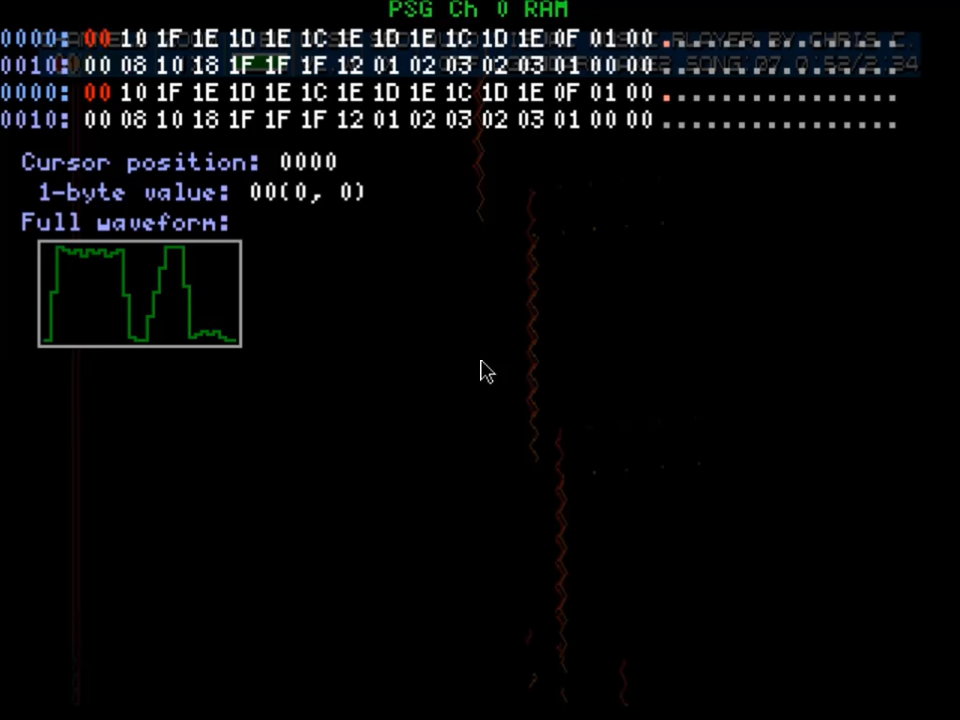 PSG Ch 0 RAM
0000: 00 10 1F 1E 1D 1E 1C 1E 1D 1E 1C 1D 1E 0F 01 00 ................
0010: 00 08 10 18 1F 1F 1F 12 01 02 03 02 03 01 00 00 ................
0000: 00 10 1F 1E 1D 1E 1C 1E 1D 1E 1C 1D 1E 0F 01 00 ................
0010: 00 08 10 18 1F 1F 1F 12 01 02 03 02 03 01 00 00 ................
Cursor position: 0000
1-byte value: 00(0, 0)
Full waveform: